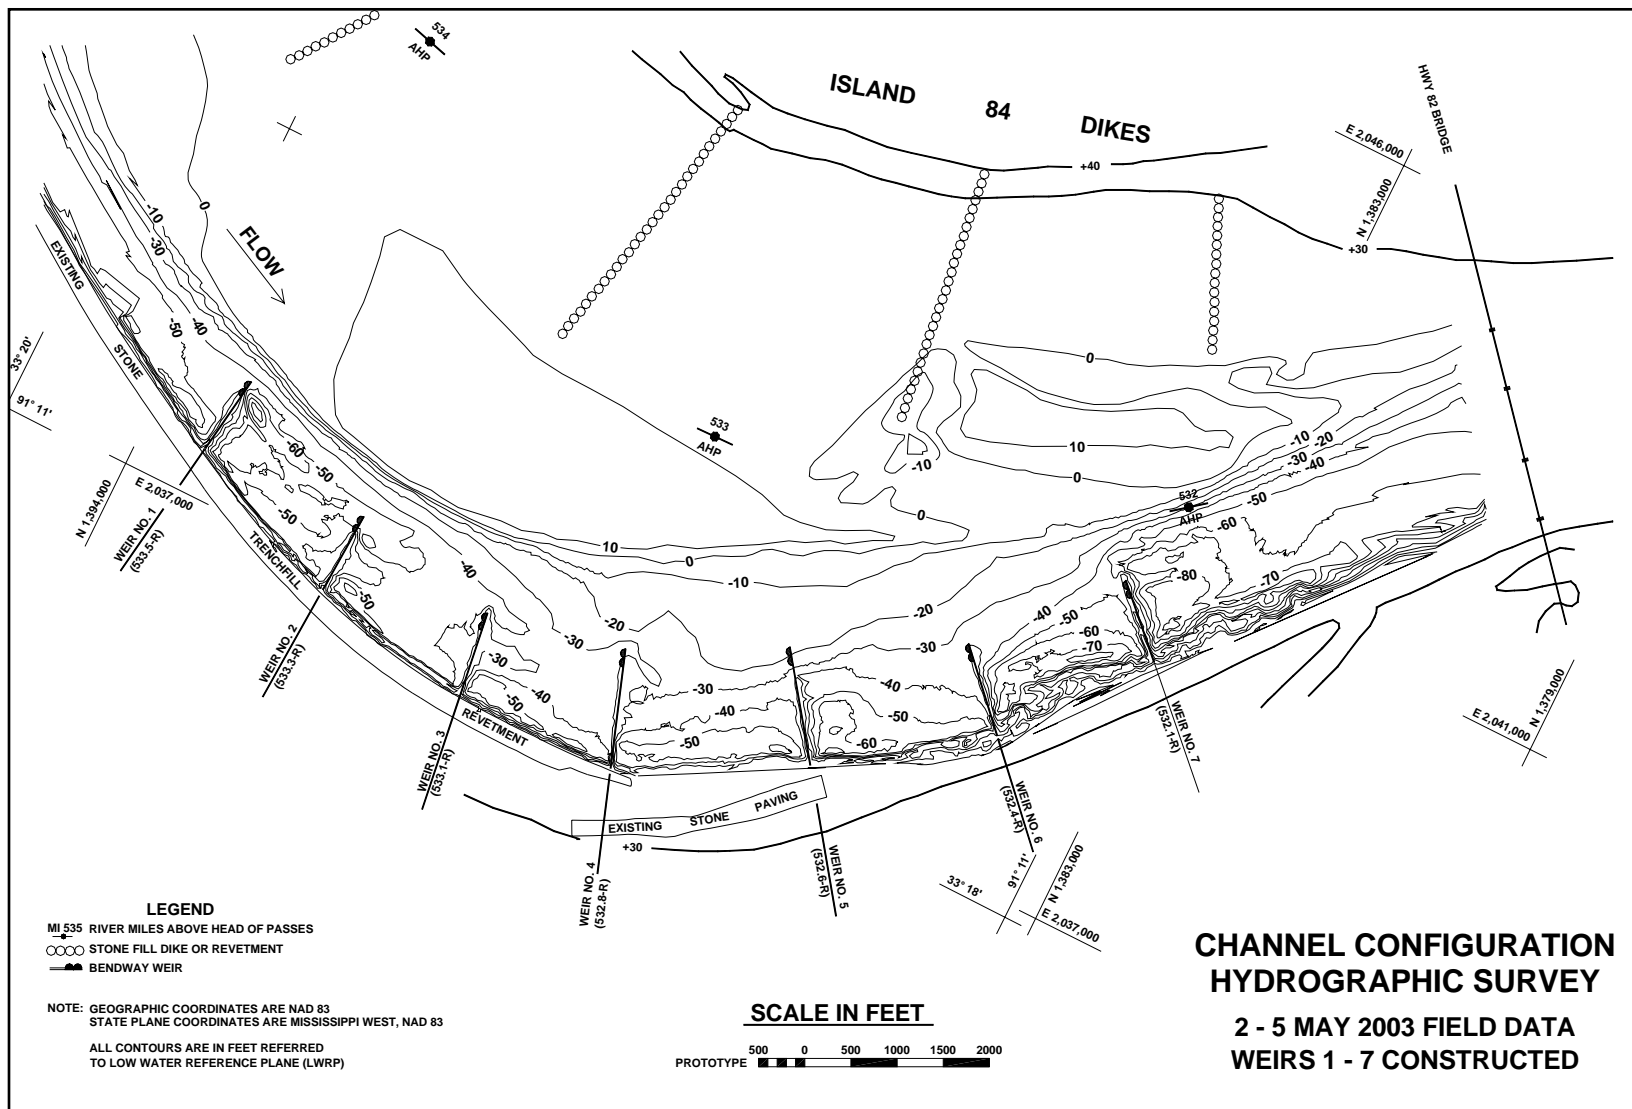 534
AHP
ISLAND 84 DIKES
HWY 82 BRIDGE
E 2,046,000
N 1,383,000
+40
+30
0
-10
-30
FLOW
EXISTING
-50
-40
STONE
33° 20'
91° 11'
0
10
0
-10
533
AHP
-10
-20
-30
-40
-50
-60
-50
-50
N 1,394,000
E 2,037,000
WEIR NO. 1
(533.5-R)
TRENCHFILL
532
AHP
0
10
0
-10
-40
-50
-60
-80
-70
-20
-20
-30
-30
-40
-50
-60
-70
WEIR NO. 2
(533.3-R)
-30
-40
-50
REVETMENT
-30
-40
-50
-40
-50
-60
WEIR NO. 3
(533.1-R)
WEIR NO. 7
(532.1-R)
E 2,041,000
N 1,379,000
EXISTING STONE PAVING
+30
WEIR NO. 4
(532.8-R)
WEIR NO. 5
(532.6-R)
WEIR NO. 6
(532.4-R)
33° 18'
91° 11'
N 1,383,000
E 2,037,000
LEGEND
MI 535 RIVER MILES ABOVE HEAD OF PASSES
STONE FILL DIKE OR REVETMENT
BENDWAY WEIR
NOTE: GEOGRAPHIC COORDINATES ARE NAD 83
STATE PLANE COORDINATES ARE MISSISSIPPI WEST, NAD 83
ALL CONTOURS ARE IN FEET REFERRED
TO LOW WATER REFERENCE PLANE (LWRP)
SCALE IN FEET
PROTOTYPE 500 0 500 1000 1500 2000
CHANNEL CONFIGURATION
HYDROGRAPHIC SURVEY
2 - 5 MAY 2003 FIELD DATA
WEIRS 1 - 7 CONSTRUCTED